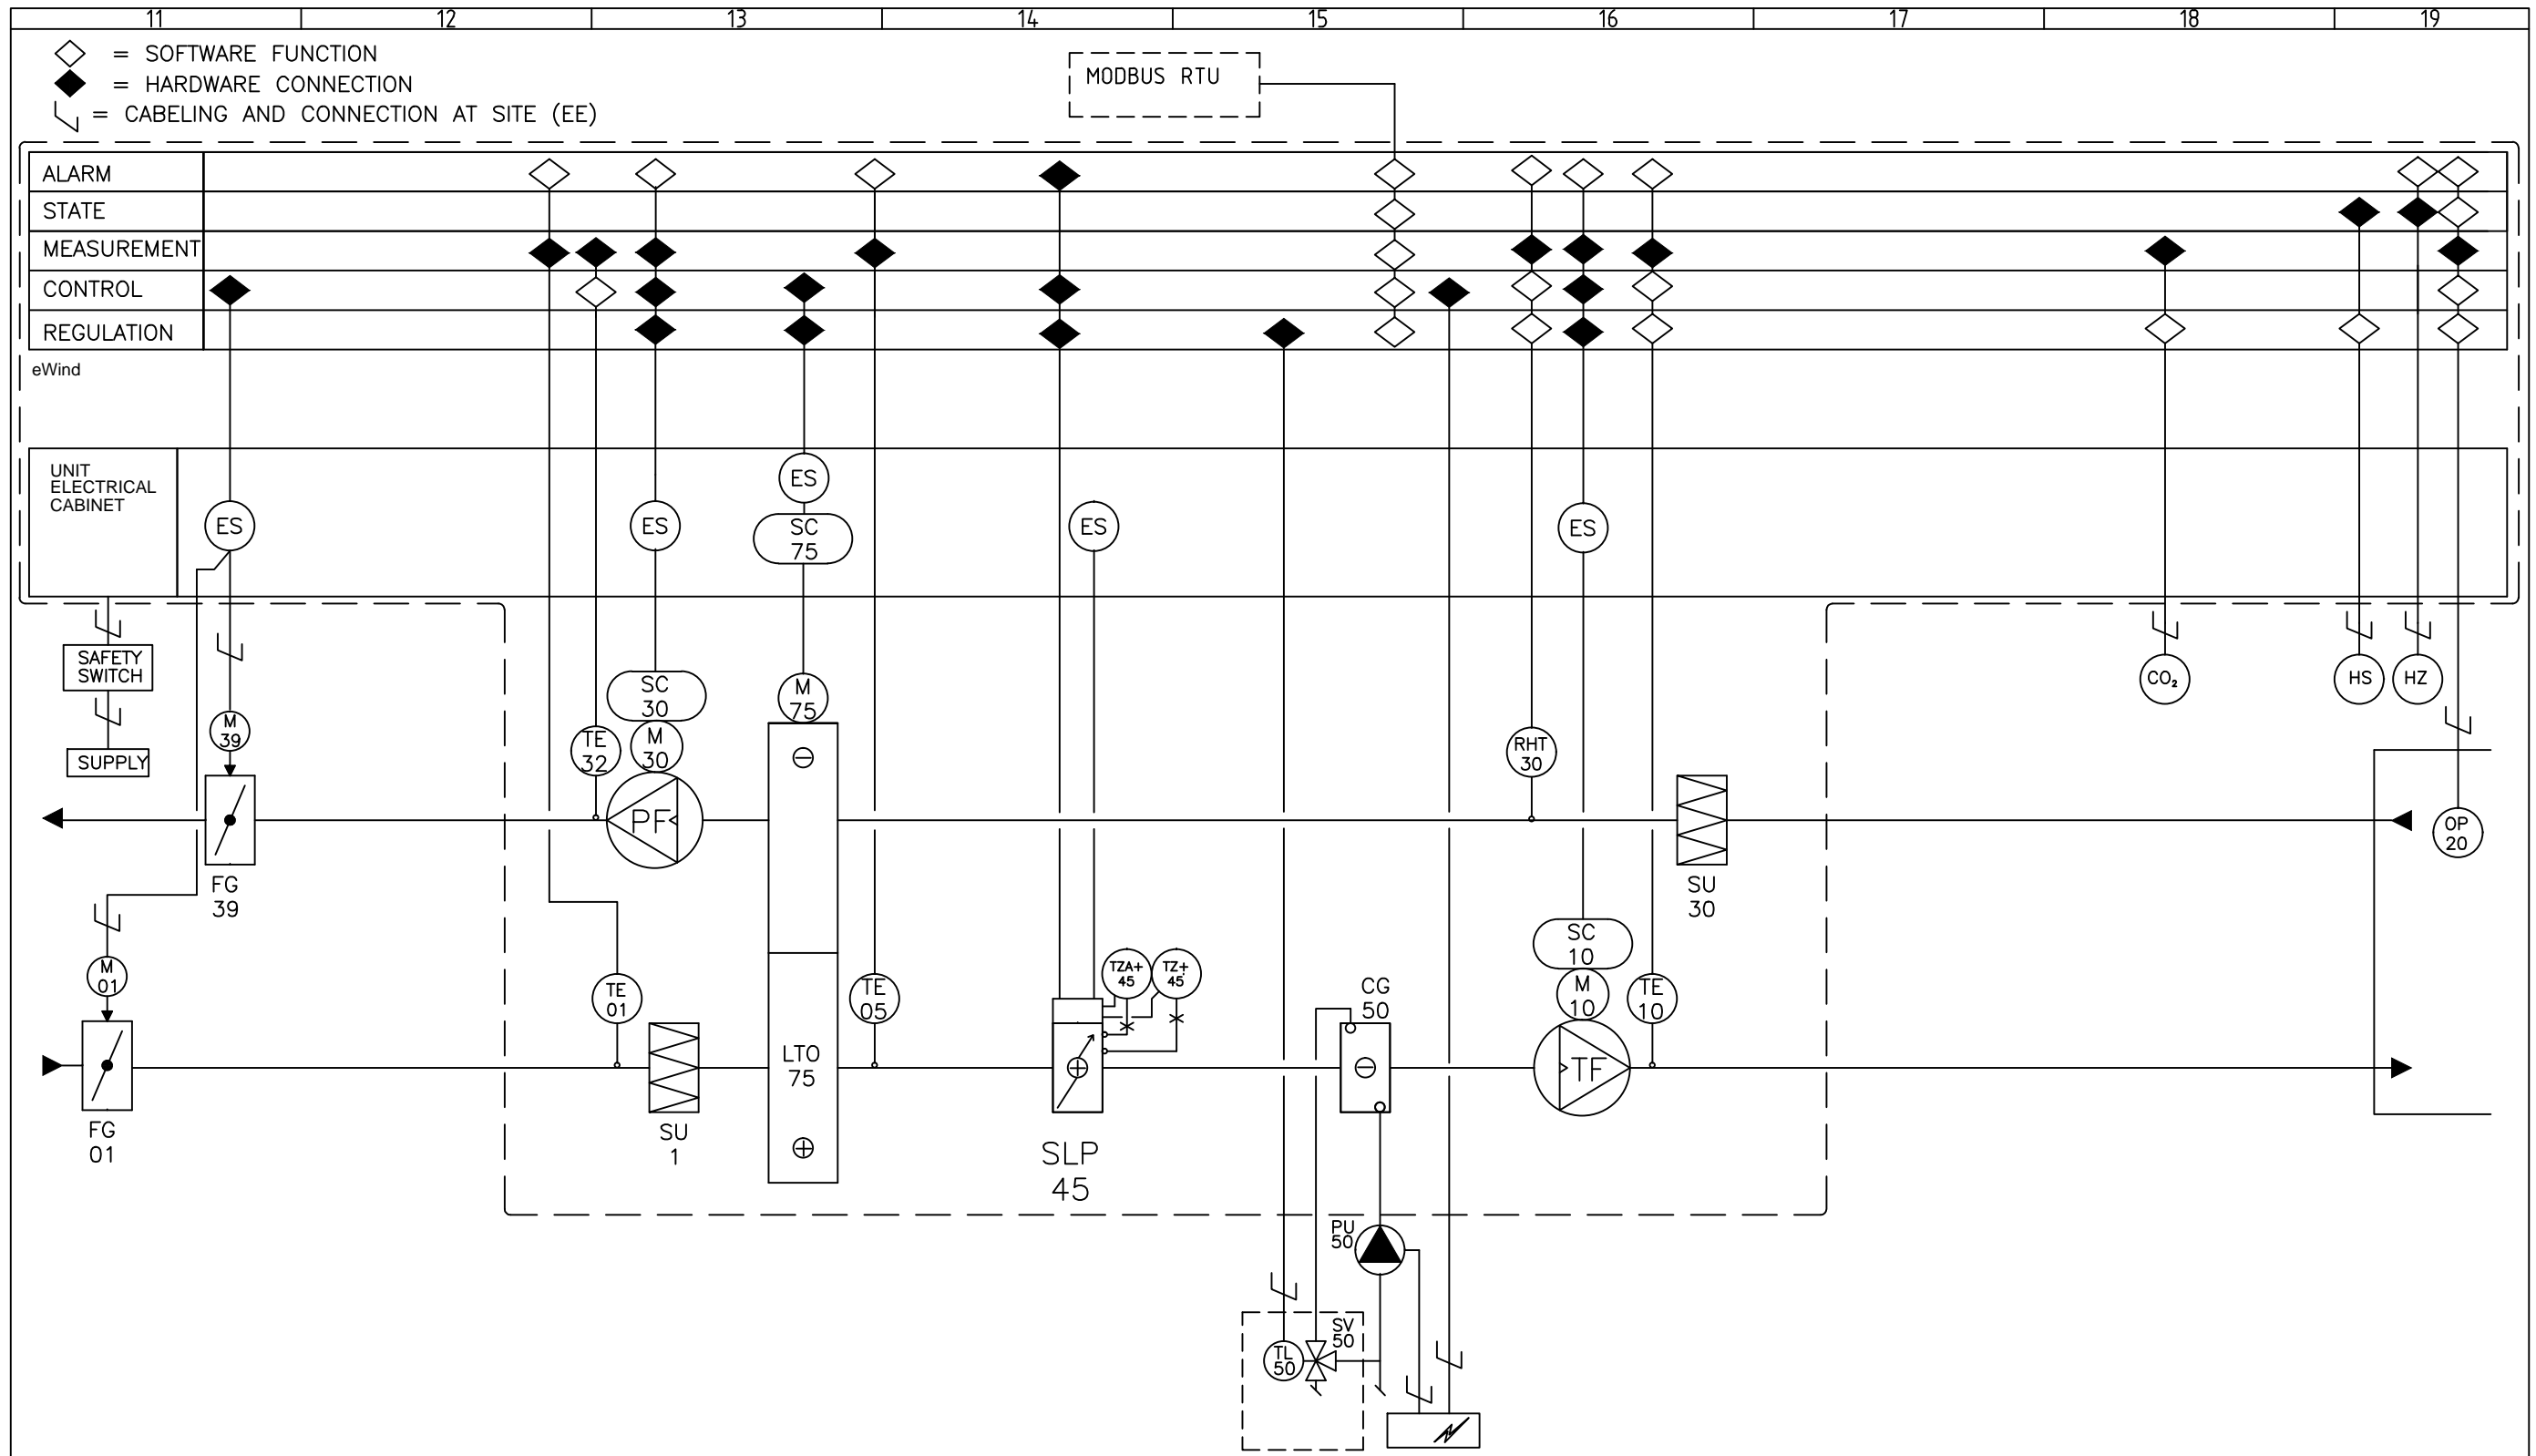 11 12 13 14 15 16 17 18 19
= SOFTWARE FUNCTION
= HARDWARE CONNECTION
= CABELING AND CONNECTION AT SITE (EE)
MODBUS RTU
ALARM
STATE
MEASUREMENT
CONTROL
REGULATION
eWind
UNIT
ELECTRICAL
CABINET
ES
ES
ES
SC
75
ES
ES
SAFETY
SWITCH
SUPPLY
M
39
TE
32
SC
30
M
30
M
75
RHT
30
CO₂
HS
HZ
PF
OP
20
FG
39
SU
30
M
01
TE
01
TE
05
TZA+
45
TZ+
45
CG
50
SC
10
M
10
TE
10
LTO
75
TF
FG
01
SU
1
SLP
45
PU
50
SV
50
TL
50